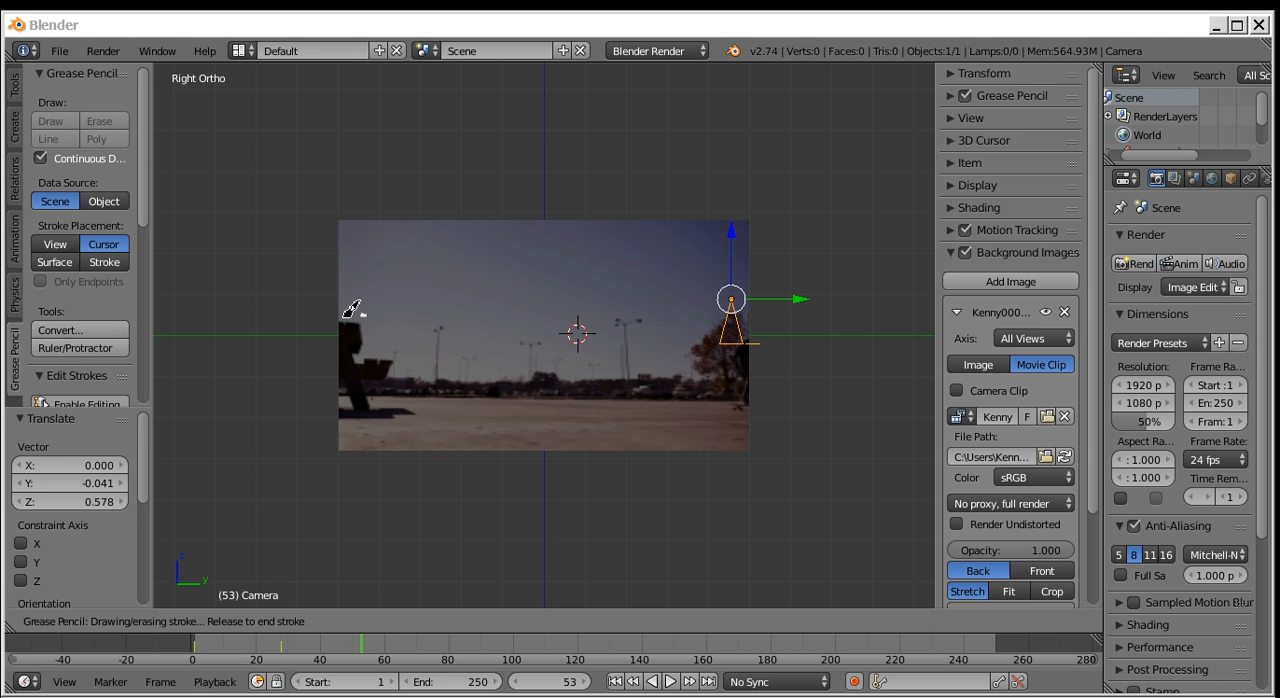 Blender
File Render Window Help Default Scene Blender Render v2.74 | Verts:0 | Faces:0 | Tris:0 | Objects:1/1 | Lamps:0/0 | Mem:564.93M | Camera
Tools
Create
Relations
Animation
Physics
Grease Pencil
Grease Pencil
Draw:
Draw Erase
Line Poly
Continuous D...
Data Source:
Scene Object
Stroke Placement:
View Cursor
Surface Stroke
Only Endpoints
Tools:
Convert...
Ruler/Protractor
Edit Strokes
Enable Editing
Translate
Vector
X: 0.000
Y: -0.041
Z: 0.578
Constraint Axis
X
Y
Z
Orientation
Right Ortho
z
y
(53) Camera
Transform
Grease Pencil
View
3D Cursor
Item
Display
Shading
Motion Tracking
Background Images
Add Image
Kenny000...
Axis: All Views
Image Movie Clip
Camera Clip
Kenny F
File Path:
C:\Users\Kenn...
Color sRGB
No proxy, full render
Render Undistorted
Opacity: 1.000
Back Front
Stretch Fit Crop
View Search All Sc
Scene
RenderLayers
World
Scene
Render
Rend Anim Audio
Display Image Edit
Dimensions
Render Presets
Resolution: Frame Ra...
1920 p Start :1
1080 p En: 250
50% Fram: 1
Aspect Ra... Frame Rate:
: 1.000 24 fps
: 1.000 Time Rem...
1
Anti-Aliasing
5 8 11 16 Mitchell-N
Full Sa 1.000 p
Sampled Motion Blur
Shading
Performance
Post Processing
Stamp
Grease Pencil: Drawing/erasing stroke... Release to end stroke
-40 -20 0 20 40 60 80 100 120 140 160 180 200 220 240 260 280
View Marker Frame Playback Start: 1 End: 250 53 No Sync